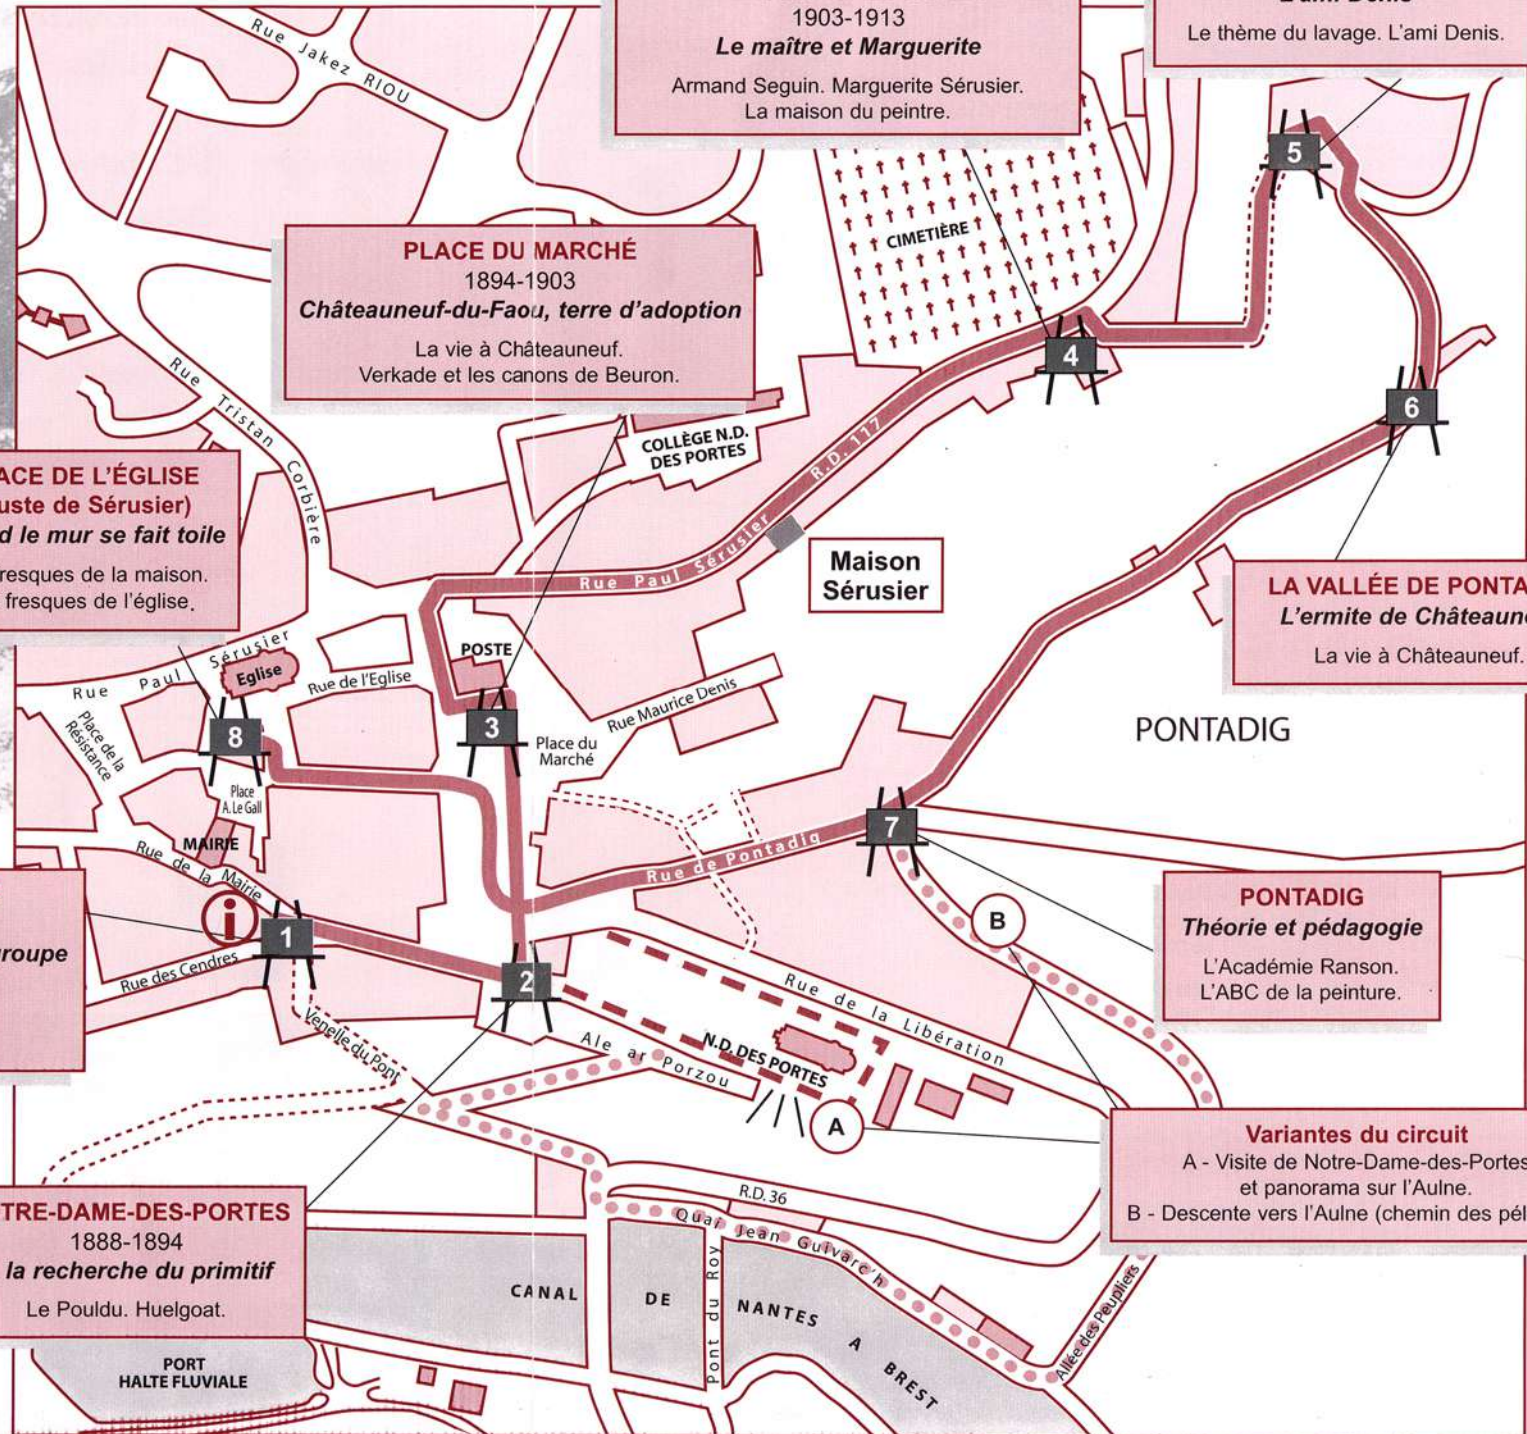 1903-1913
Le maître et Marguerite
Armand Seguin. Marguerite Sérusier.
La maison du peintre.
Le thème du lavage. L'ami Denis.
Rue Jakez RIOU
5
CIMETIÈRE
PLACE DU MARCHÉ
1894-1903
Châteauneuf-du-Faou, terre d'adoption
La vie à Châteauneuf.
Verkade et les canons de Beuron.
4
6
Rue Tristan Corbière
COLLÈGE N.D.
DES PORTES
R.D. 117
ACE DE L'ÉGLISE
uste de Sérusier)
d le mur se fait toile
resques de la maison.
fresques de l'église.
Rue Paul Sérusier
Maison
Sérusier
LA VALLÉE DE PONTA
L'ermite de Châteaun
La vie à Châteauneuf.
Rue Paul Sérusier
Eglise
Rue de l'Eglise
POSTE
Rue Maurice Denis
Place de la
Résistance
8
3
Place du
Marché
PONTADIG
Place
A. Le Gall
MAIRIE
Rue de la Mairie
7
Rue de Pontadig
PONTADIG
Théorie et pédagogie
L'Académie Ranson.
L'ABC de la peinture.
roupe
i
1
Rue des Cendres
2
B
Rue de la Libération
Venelle du Pont
Ale ar Porzou
N.D. DES PORTES
A
Variantes du circuit
A - Visite de Notre-Dame-des-Portes
et panorama sur l'Aulne.
B - Descente vers l'Aulne (chemin des pél
R.D. 36
Quai Jean Guivarc'h
TRE-DAME-DES-PORTES
1888-1894
la recherche du primitif
Le Pouldu. Huelgoat.
CANAL DE NANTES A BREST
Pont du Roy
Allée des Peupliers
PORT
HALTE FLUVIALE